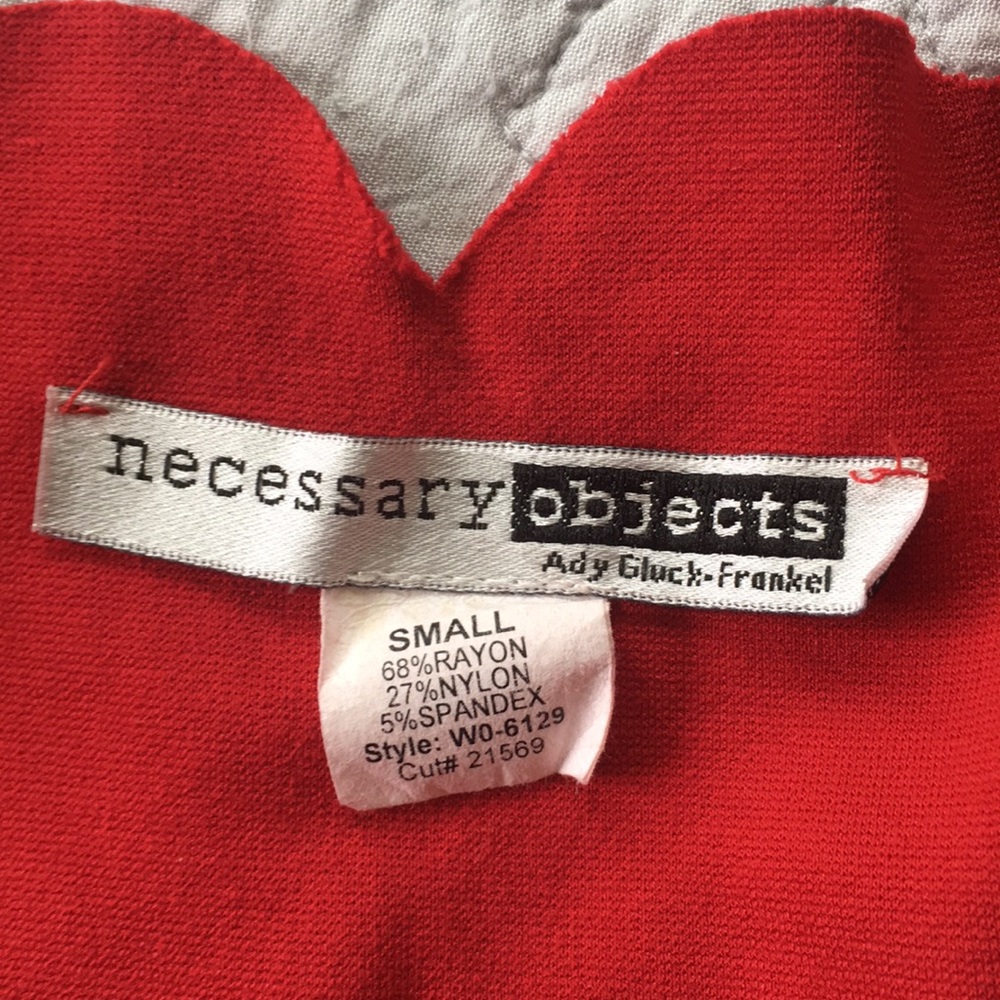 necessary objects
Ady Gluck-Frankel
SMALL
68%RAYON
27%NYLON
5%SPANDEX
Style: W0-6129
Cut# 21569